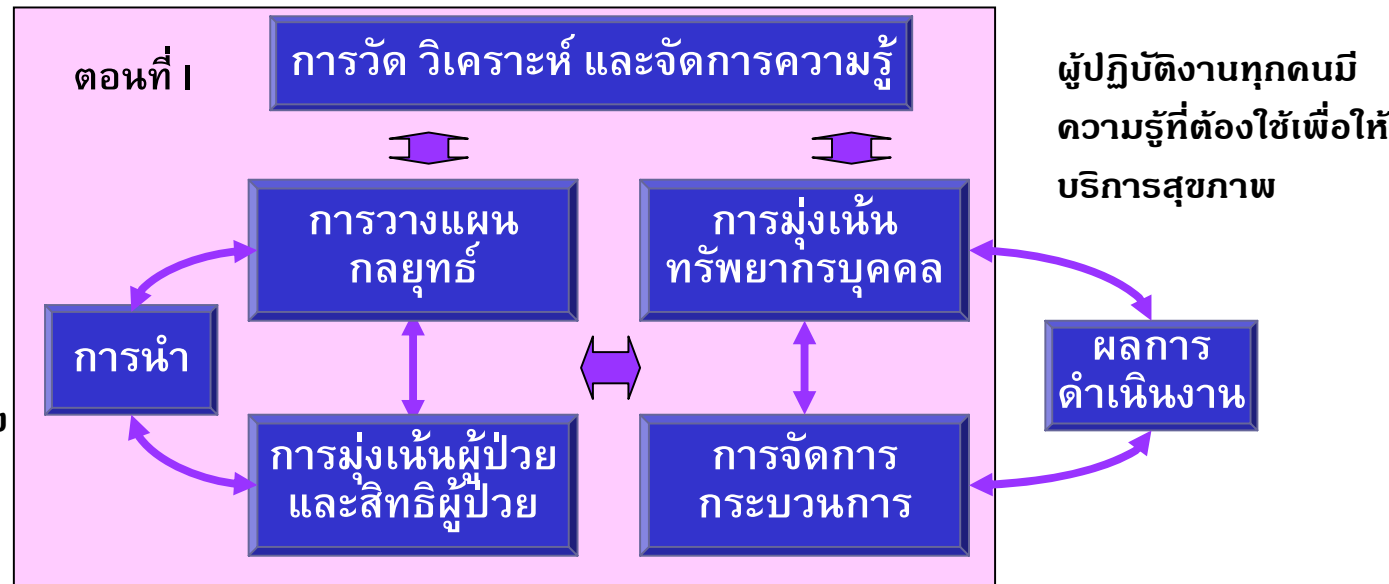 การวัด วิเคราะห์ และจัดการความรู้
ตอนที่ I
ผู้ปฏิบัติงานทุกคนมี
ความรู้ที่ต้องใช้เพื่อให้
บริการสุขภาพ
การวางแผน
กลยุทธ์
การมุ่งเน้น
ทรัพยากรบุคคล
การนำ
ผลการ
ดำเนินงาน
การมุ่งเน้นผู้ป่วย
และสิทธิผู้ป่วย
การจัดการ
กระบวนการ